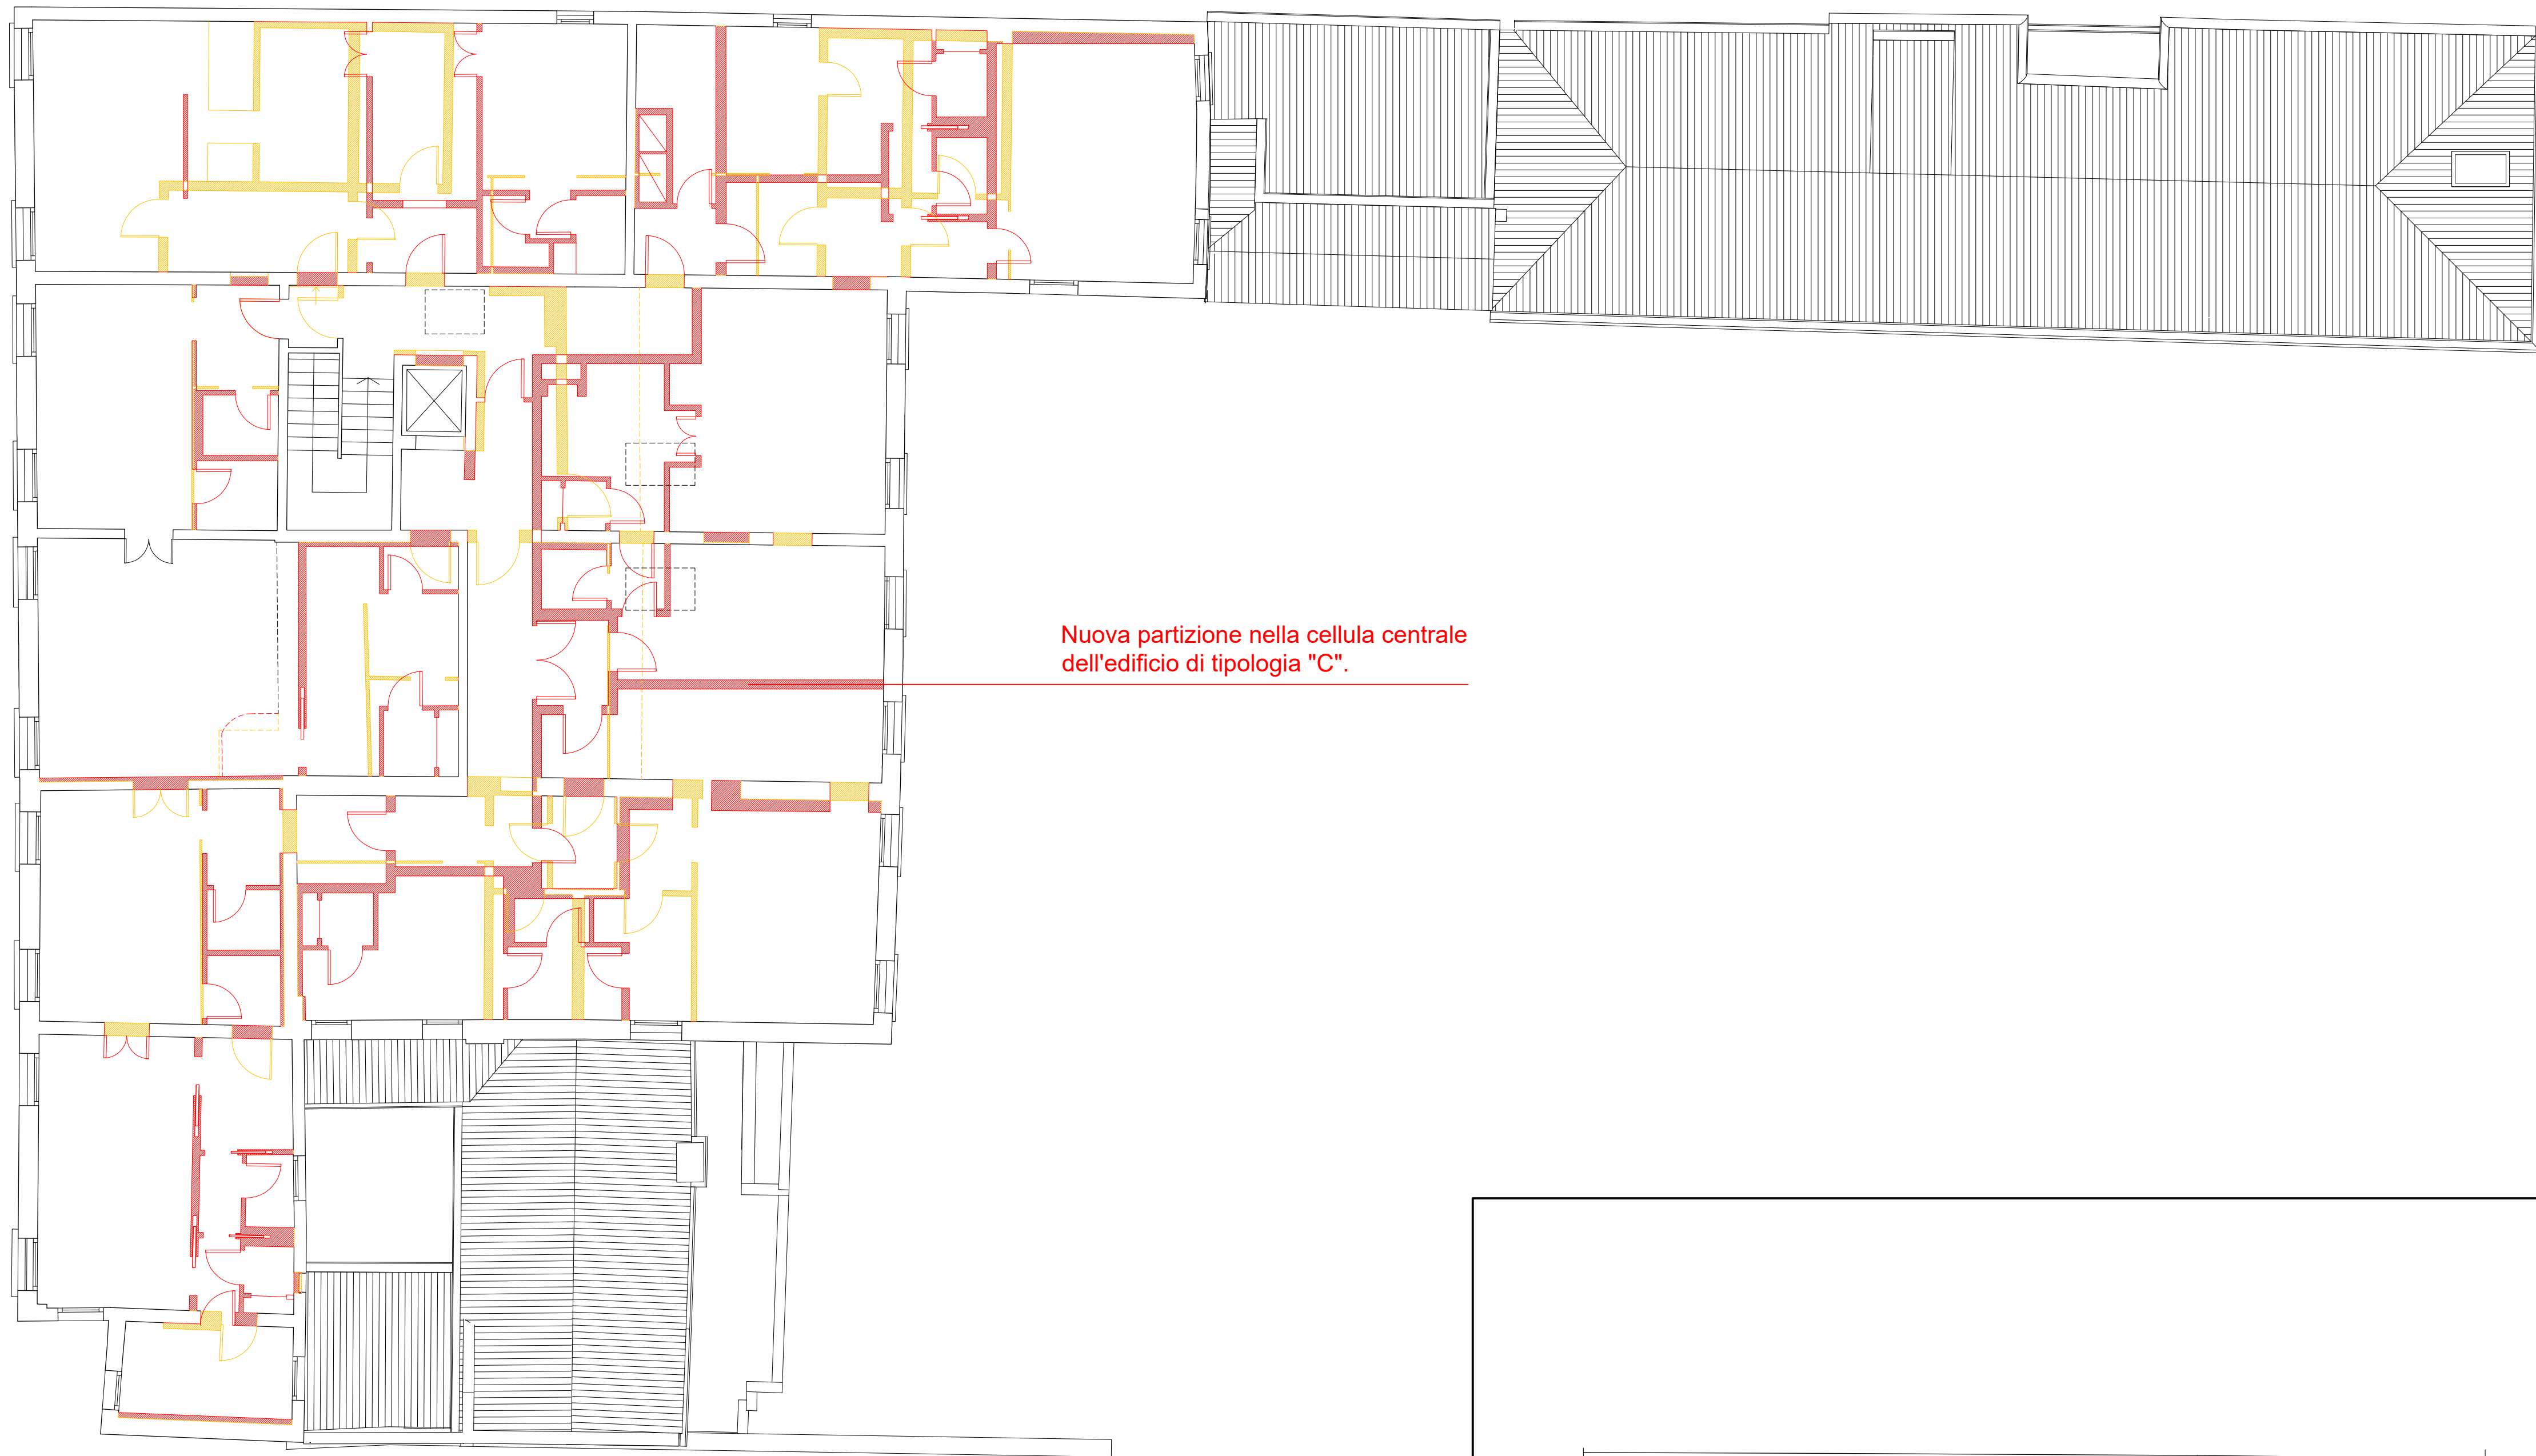 Nuova partizione nella cellula centrale
dell'edificio di tipologia "C".